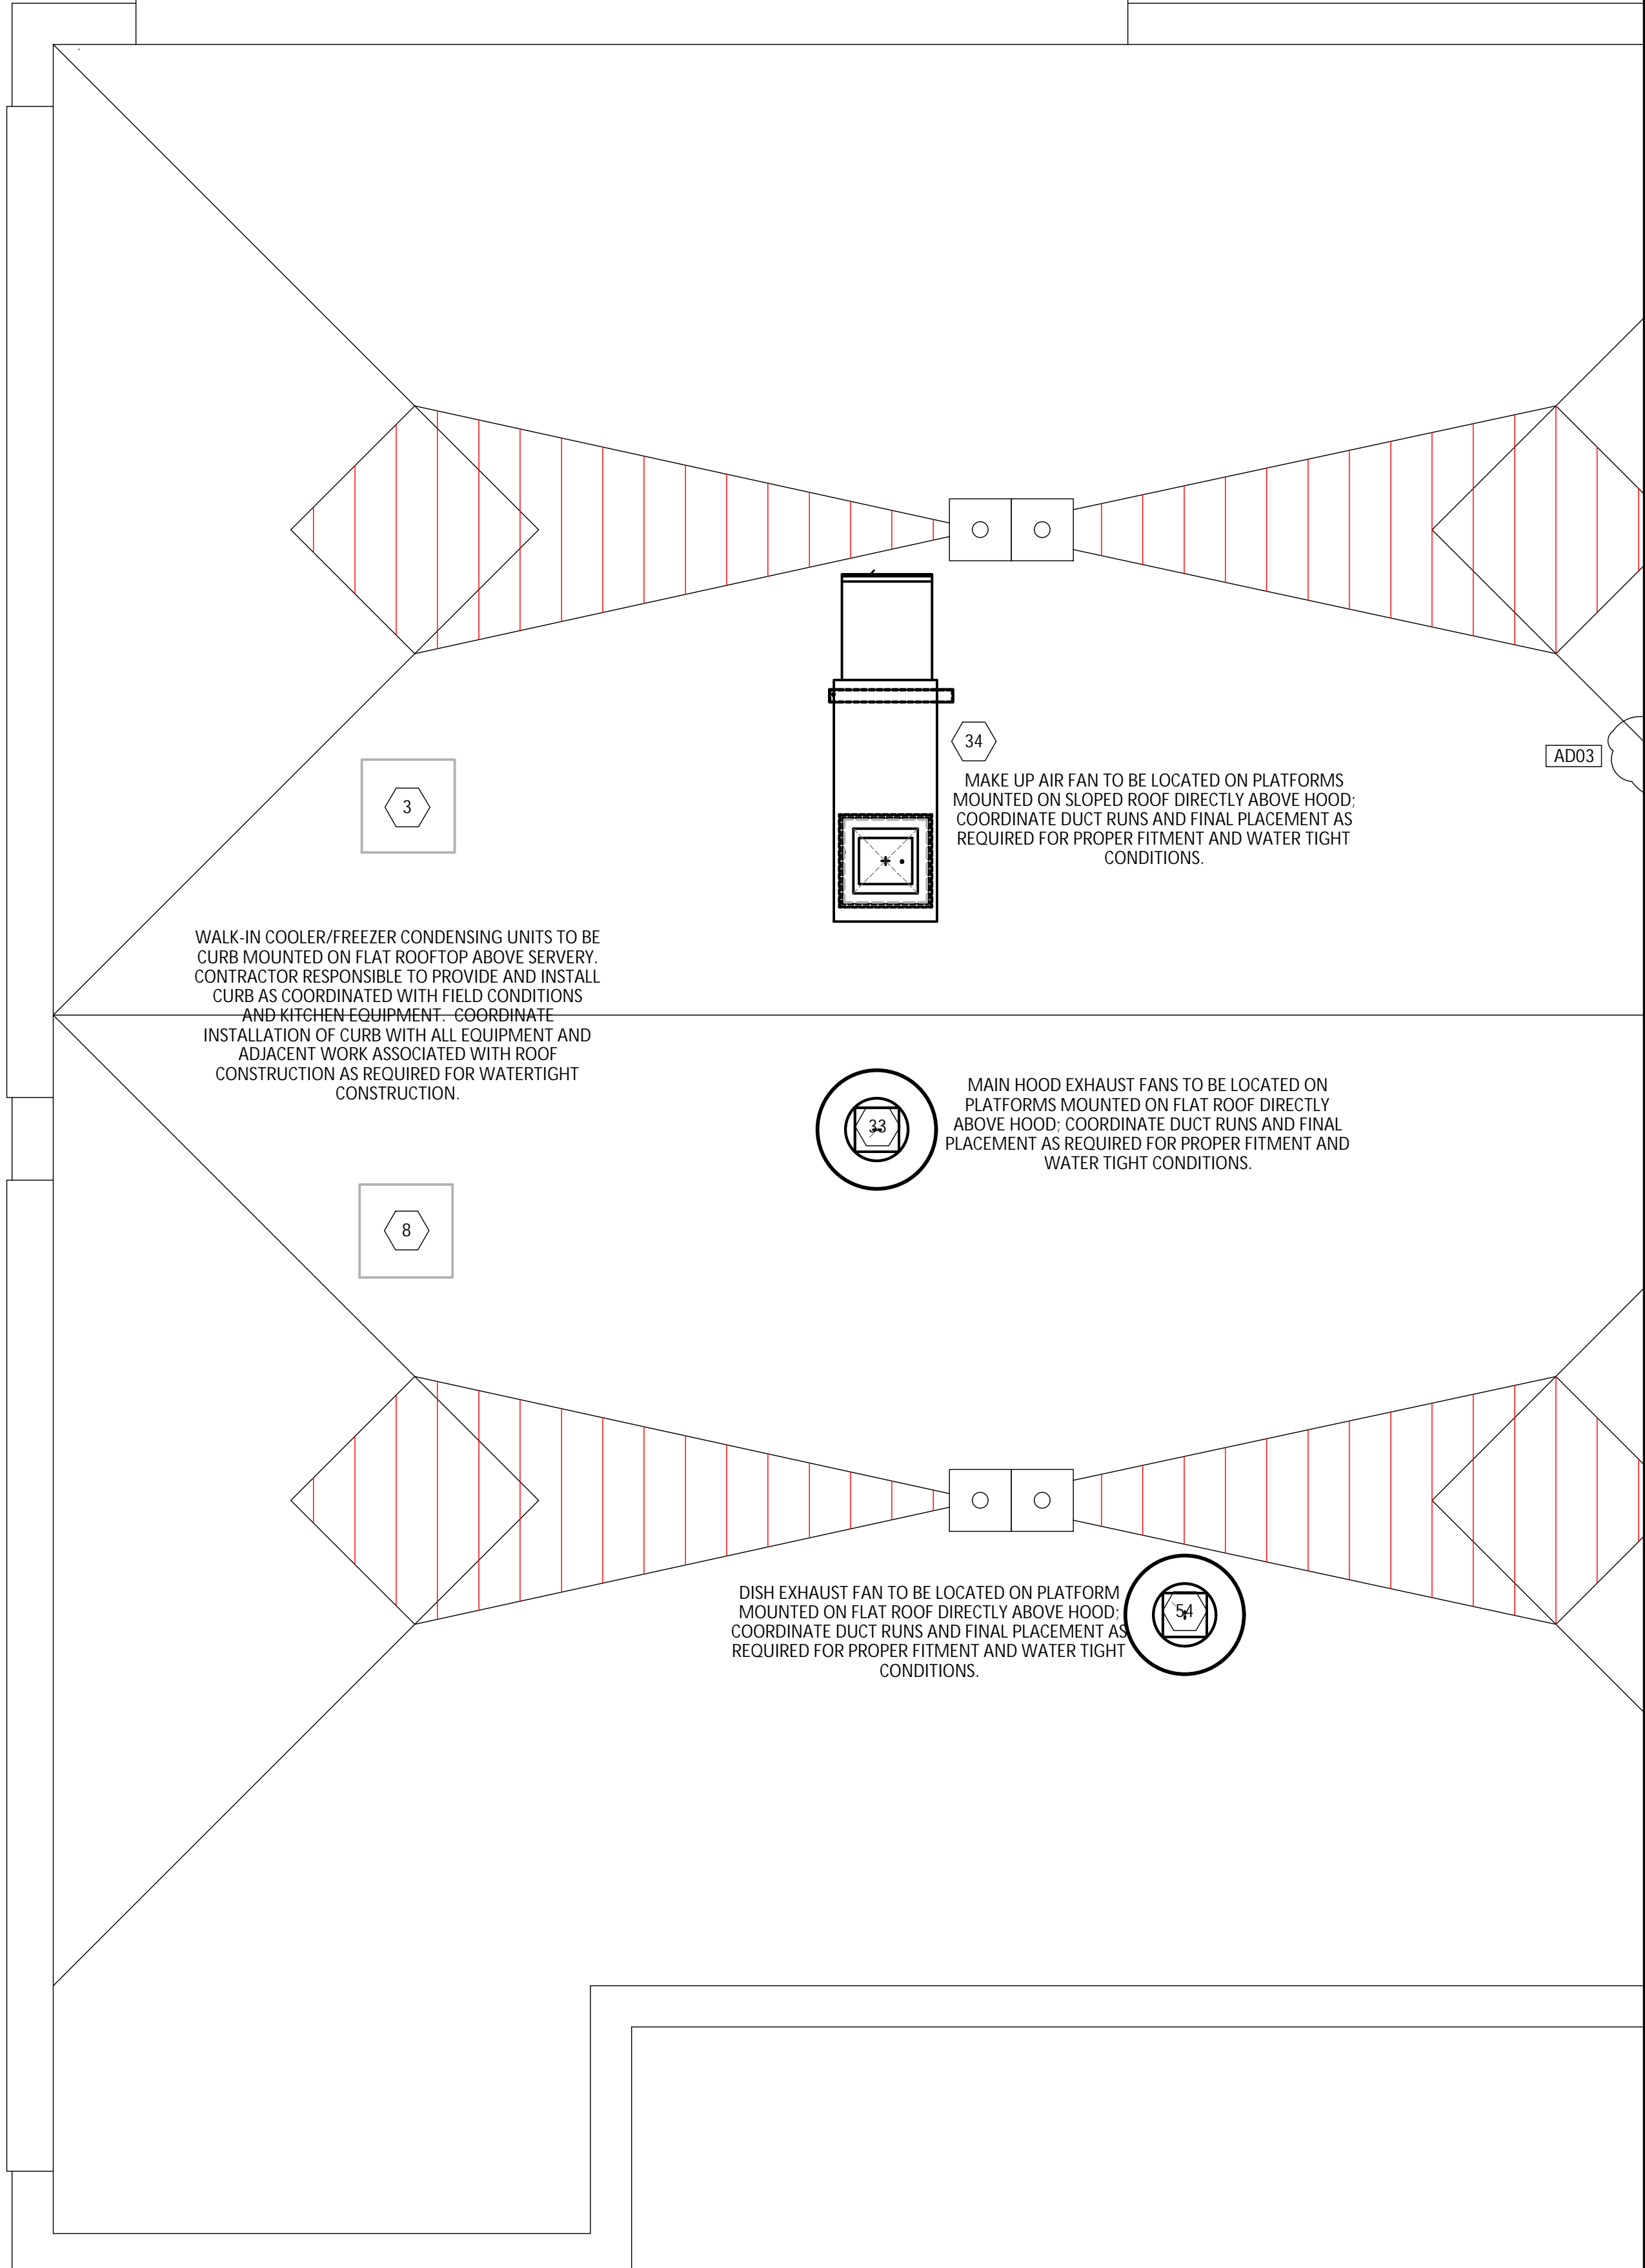 34
AD03
MAKE UP AIR FAN TO BE LOCATED ON PLATFORMS
MOUNTED ON SLOPED ROOF DIRECTLY ABOVE HOOD;
COORDINATE DUCT RUNS AND FINAL PLACEMENT AS
REQUIRED FOR PROPER FITMENT AND WATER TIGHT
CONDITIONS.
3
WALK-IN COOLER/FREEZER CONDENSING UNITS TO BE
CURB MOUNTED ON FLAT ROOFTOP ABOVE SERVERY.
CONTRACTOR RESPONSIBLE TO PROVIDE AND INSTALL
CURB AS COORDINATED WITH FIELD CONDITIONS
AND KITCHEN EQUIPMENT. COORDINATE
INSTALLATION OF CURB WITH ALL EQUIPMENT AND
ADJACENT WORK ASSOCIATED WITH ROOF
CONSTRUCTION AS REQUIRED FOR WATERTIGHT
CONSTRUCTION.
33
MAIN HOOD EXHAUST FANS TO BE LOCATED ON
PLATFORMS MOUNTED ON FLAT ROOF DIRECTLY
ABOVE HOOD; COORDINATE DUCT RUNS AND FINAL
PLACEMENT AS REQUIRED FOR PROPER FITMENT AND
WATER TIGHT CONDITIONS.
8
DISH EXHAUST FAN TO BE LOCATED ON PLATFORM
MOUNTED ON FLAT ROOF DIRECTLY ABOVE HOOD;
COORDINATE DUCT RUNS AND FINAL PLACEMENT AS
REQUIRED FOR PROPER FITMENT AND WATER TIGHT
CONDITIONS.
54